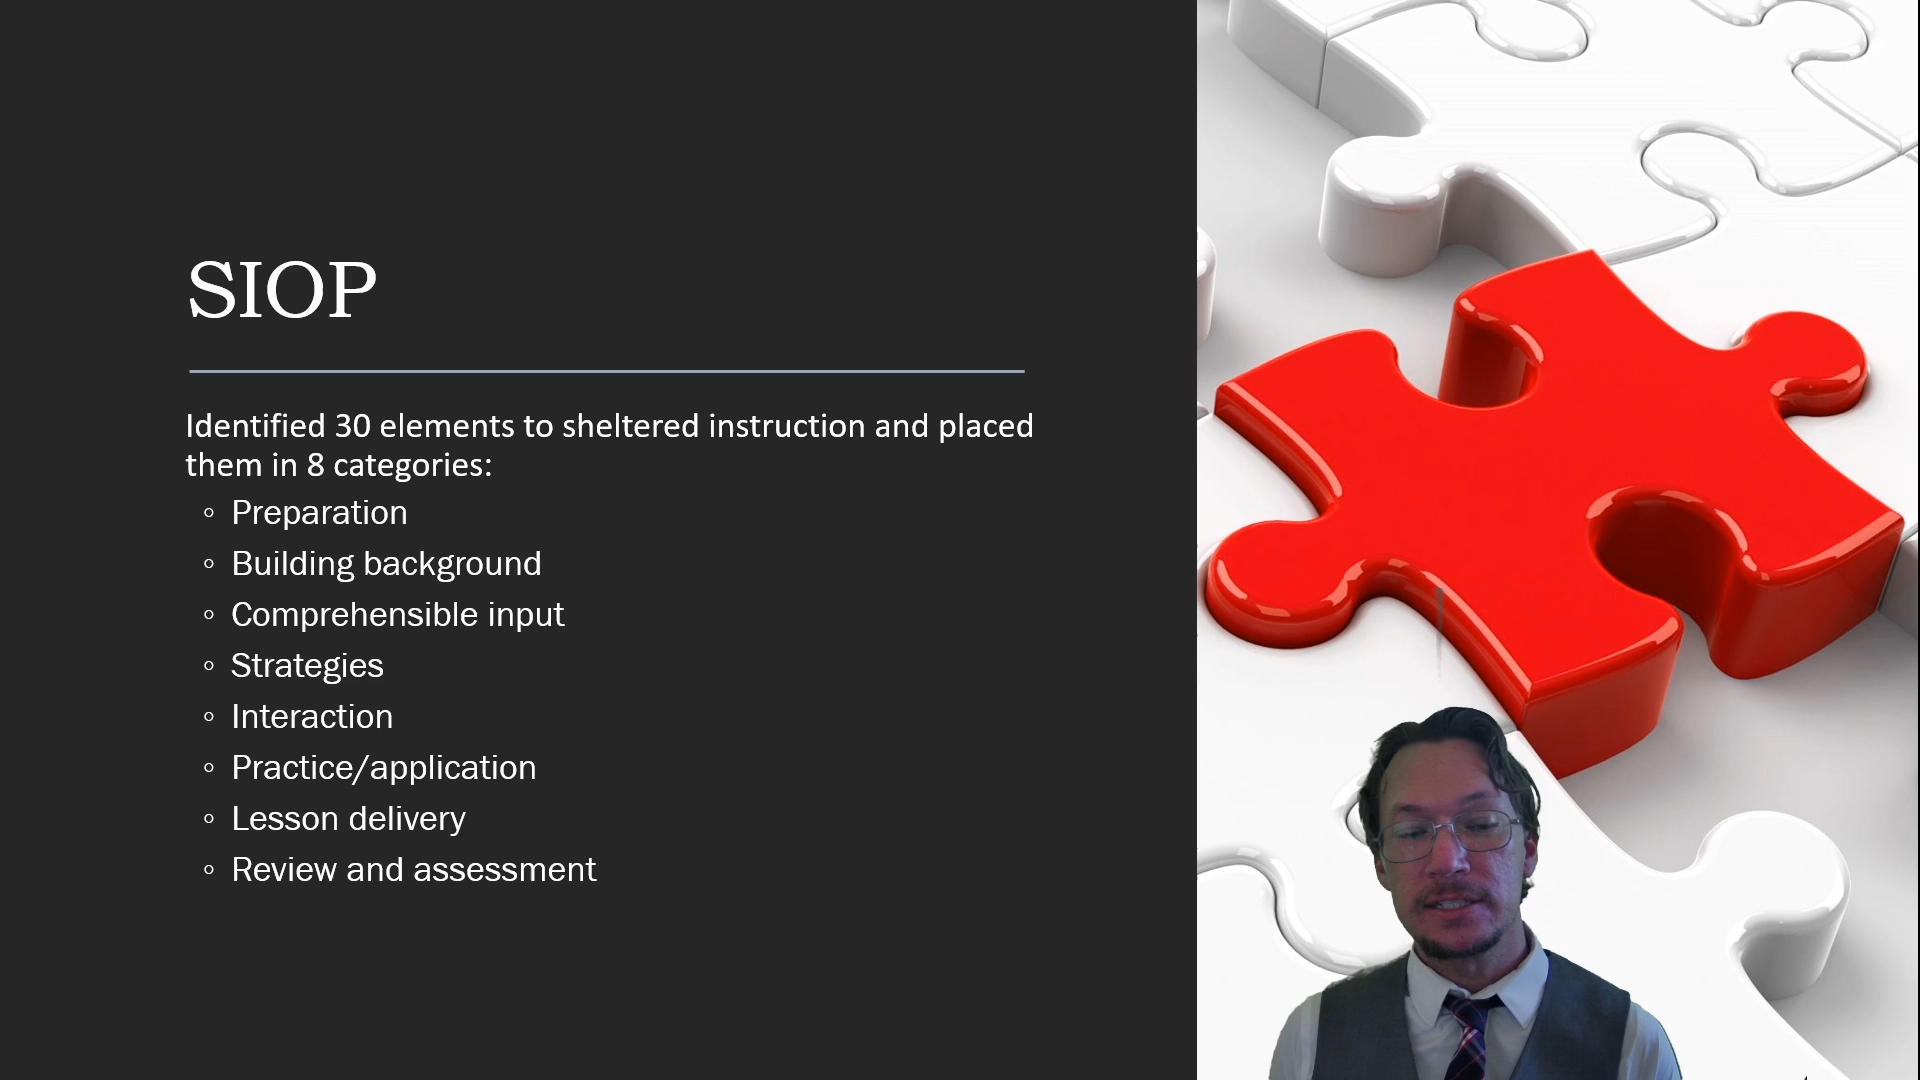 SIOP
Identified 30 elements to sheltered instruction and placed
them in 8 categories:
◦ Preparation
◦ Building background
◦ Comprehensible input
◦ Strategies
◦ Interaction
◦ Practice/application
◦ Lesson delivery
◦ Review and assessment